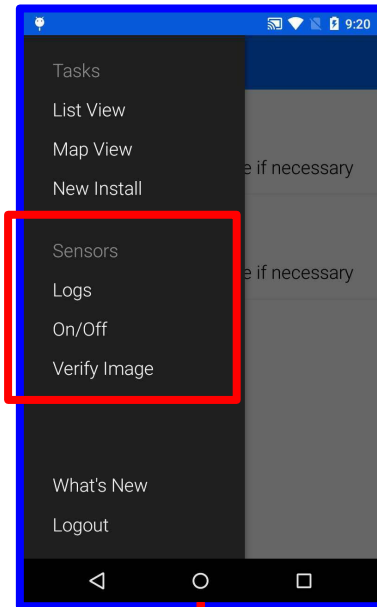 9:20
Tasks
List View
Map View
New Install
e if necessary
Sensors
Logs
e if necessary
On/Off
Verify Image
What's New
Logout